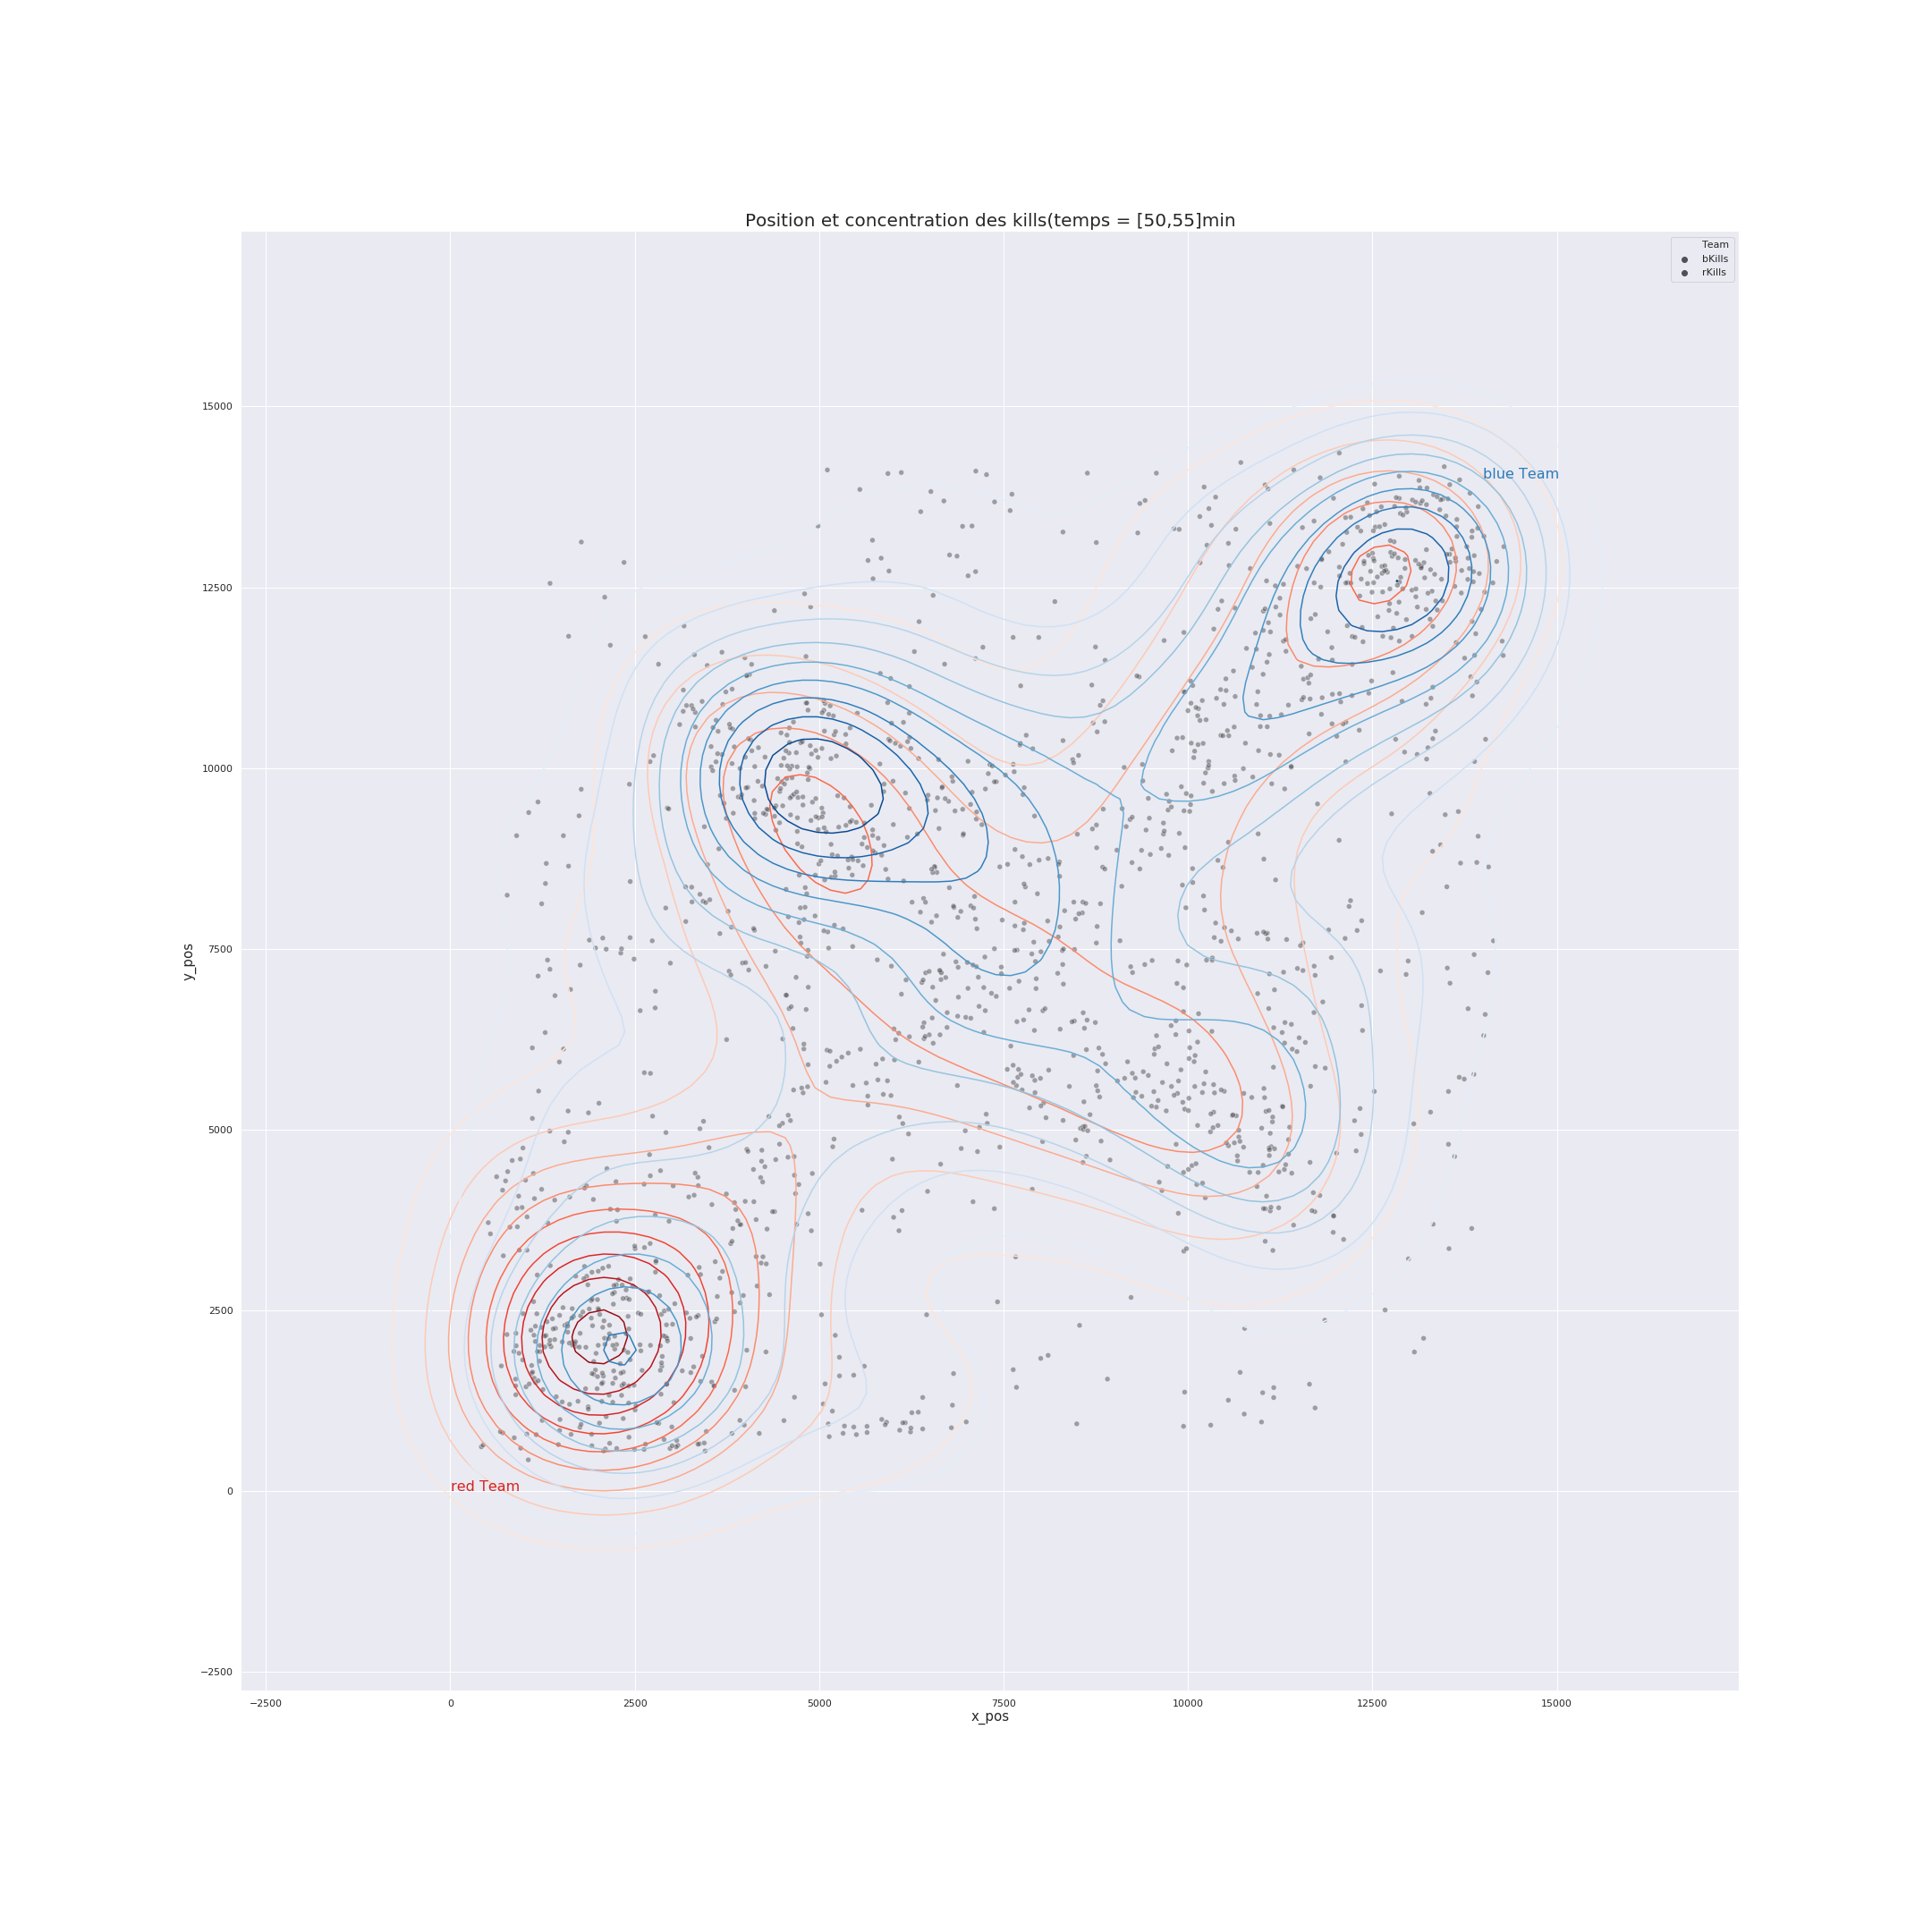 Position et concentration des kills(temps = [50,55]min
Team
bKills
rKills
blue Team
red Team
15000
12500
10000
7500
5000
2500
0
−2500
y_pos
−2500 0 2500 5000 7500 10000 12500 15000
x_pos